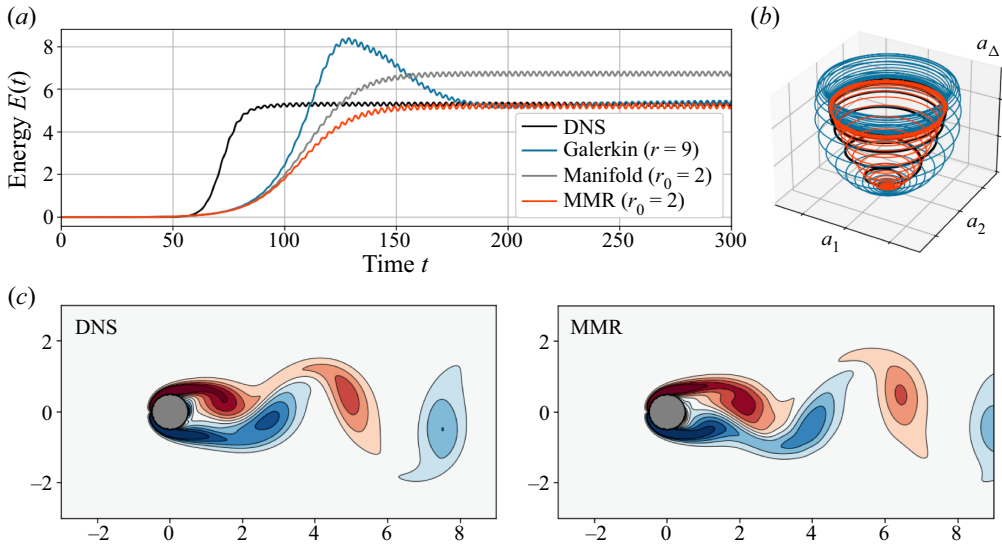 (a)
(b)
Energy E(t)
8
6
4
2
0
DNS
Galerkin (r = 9)
Manifold (r₀ = 2)
MMR (r₀ = 2)
0 50 100 150 200 250 300
Time t
a_Δ
a₁
a₂
(c)
DNS
2
0
–2
–2 0 2 4 6 8
MMR
2
0
–2
–2 0 2 4 6 8